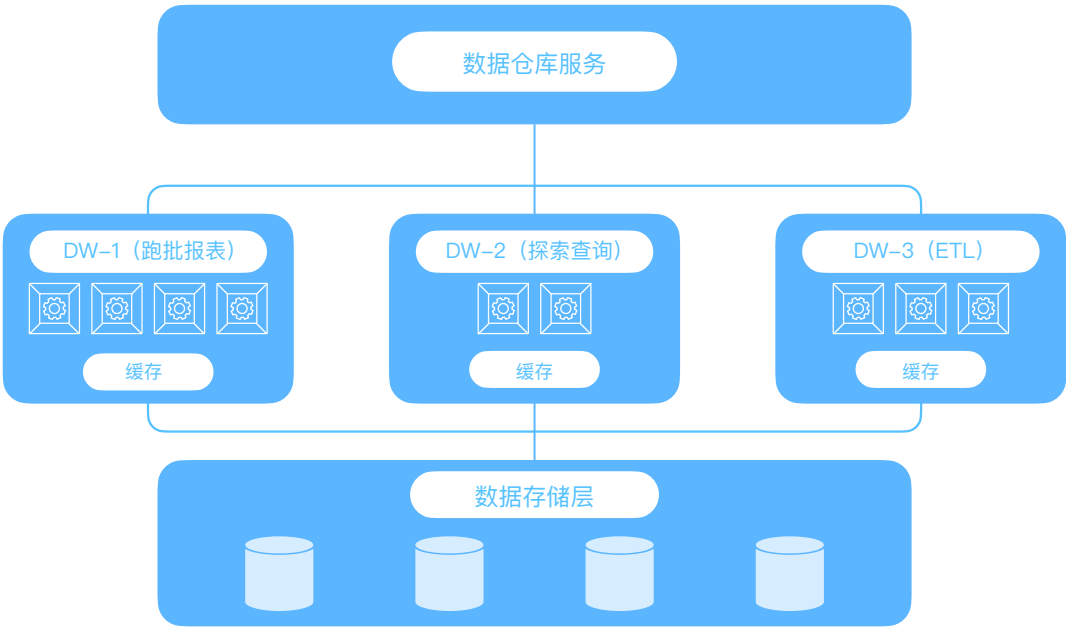 数据仓库服务
DW-1（跑批报表）
DW-2（探索查询）
DW-3（ETL）
缓存
缓存
缓存
数据存储层